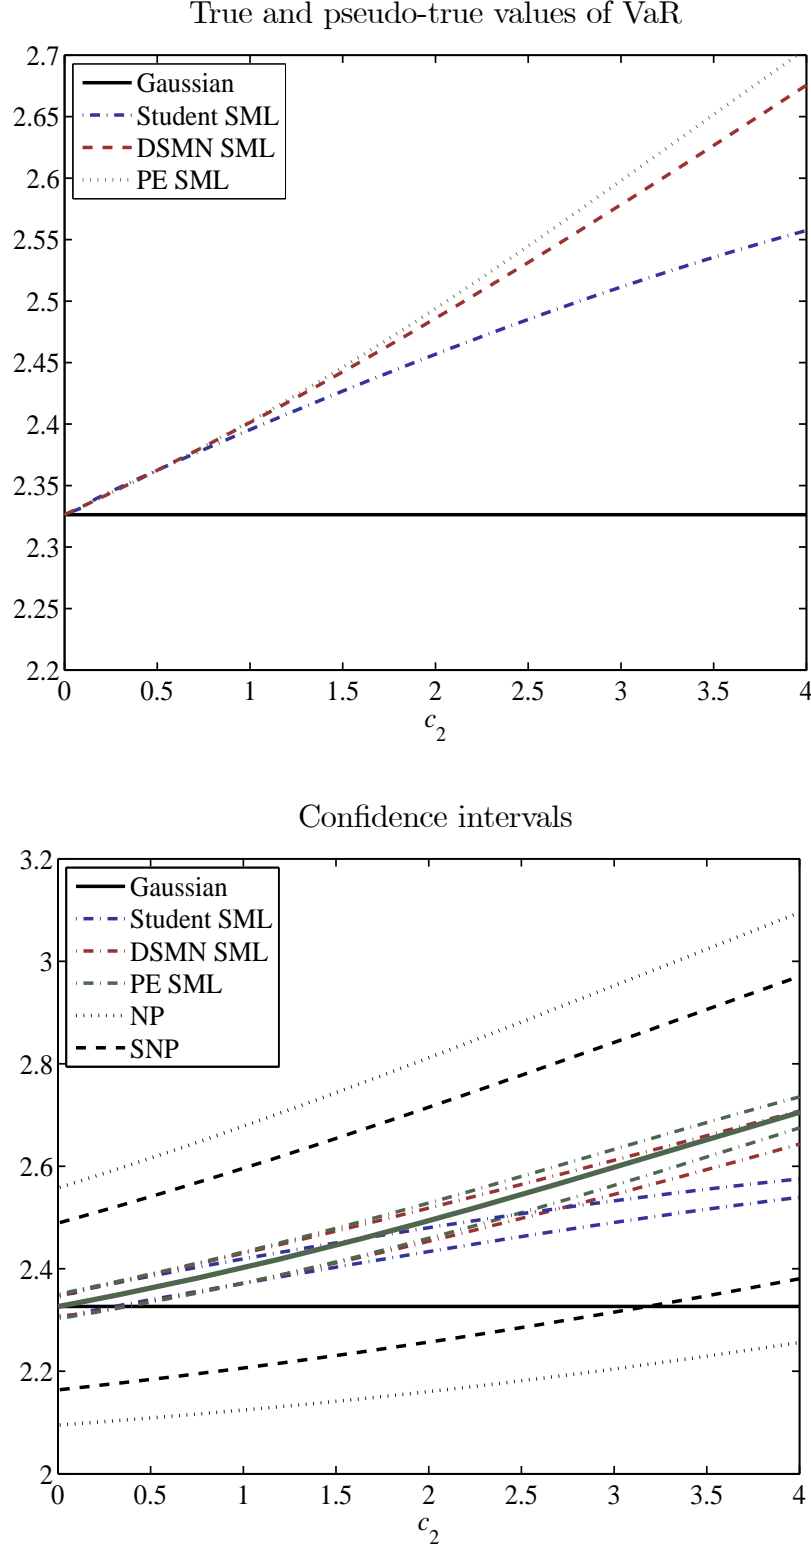 True and pseudo-true values of VaR
2.7
2.65
2.6
2.55
2.5
2.45
2.4
2.35
2.3
2.25
2.2
Gaussian
Student SML
DSMN SML
PE SML
0 0.5 1 1.5 2 2.5 3 3.5 4
c2
Confidence intervals
3.2
3
2.8
2.6
2.4
2.2
2
Gaussian
Student SML
DSMN SML
PE SML
NP
SNP
0 0.5 1 1.5 2 2.5 3 3.5 4
c2